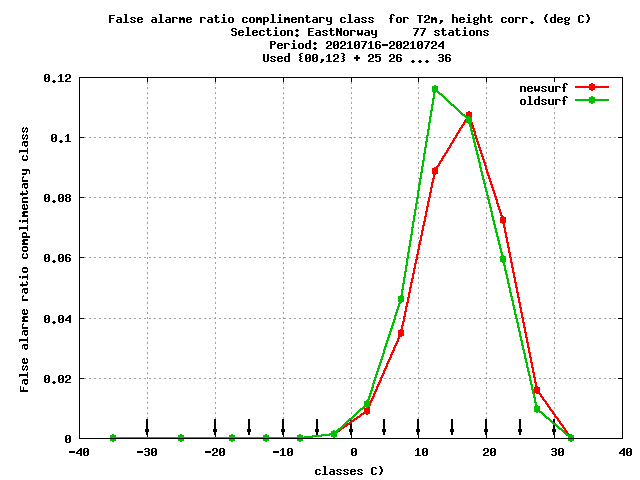 False alarme ratio complimentary class  for T2m, height corr. (deg C)
Selection: EastNorway     77 stations
Period: 20210716-20210724
Used {00,12} + 25 26 ... 36
newsurf
oldsurf
False alarme ratio complimentary class
0.12
0.1
0.08
0.06
0.04
0.02
0
-40 -30 -20 -10 0 10 20 30 40
classes C)